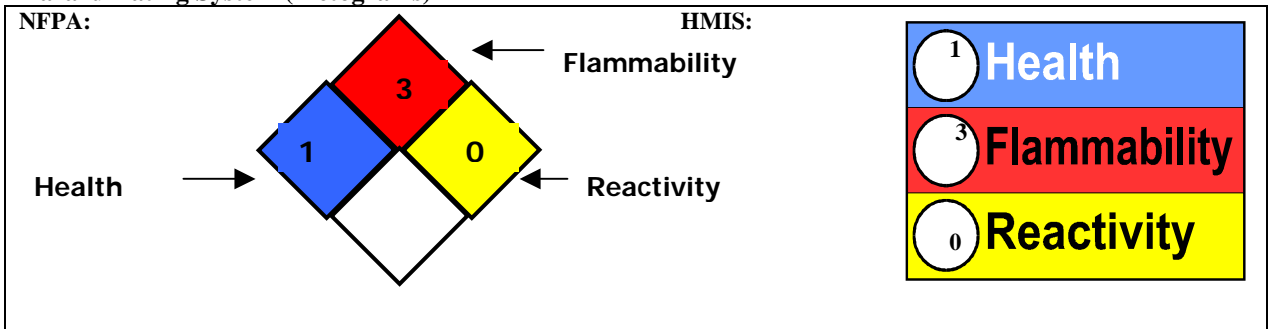 NFPA:
HMIS:
Flammability
3
1
0
Health
Reactivity
1 Health
3 Flammability
0 Reactivity